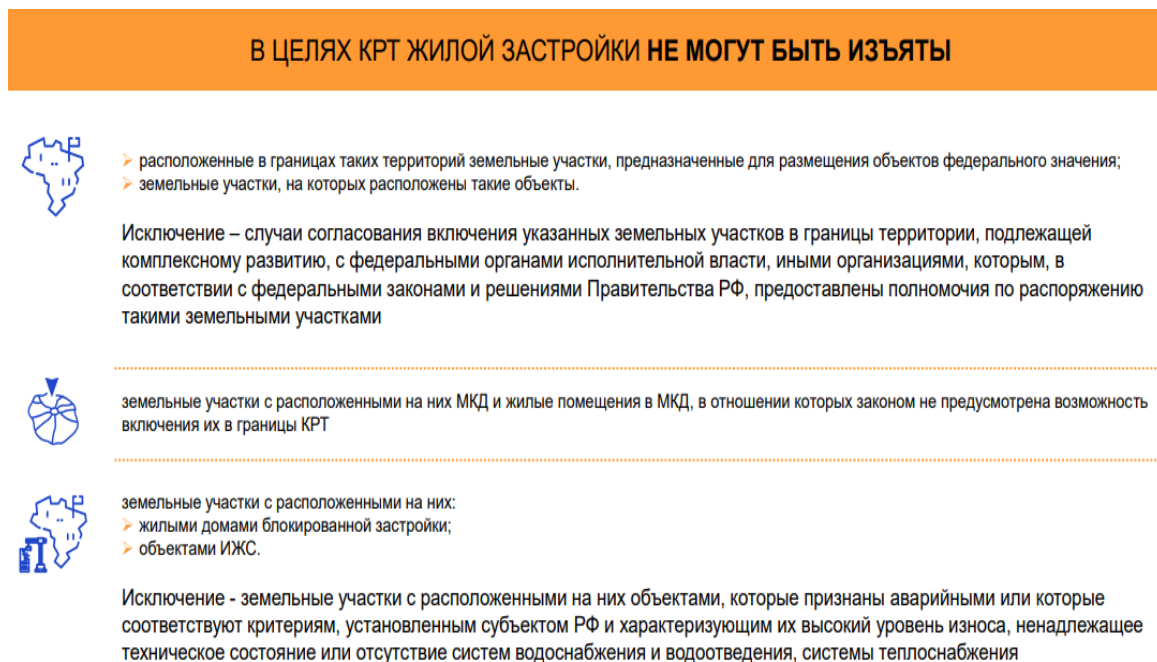 В ЦЕЛЯХ КРТ ЖИЛОЙ ЗАСТРОЙКИ НЕ МОГУТ БЫТЬ ИЗЪЯТЫ
➢ расположенные в границах таких территорий земельные участки, предназначенные для размещения объектов федерального значения;
➢ земельные участки, на которых расположены такие объекты.
Исключение – случаи согласования включения указанных земельных участков в границы территории, подлежащей
комплексному развитию, с федеральными органами исполнительной власти, иными организациями, которым, в
соответствии с федеральными законами и решениями Правительства РФ, предоставлены полномочия по распоряжению
такими земельными участками
земельные участки с расположенными на них МКД и жилые помещения в МКД, в отношении которых законом не предусмотрена возможность
включения их в границы КРТ
земельные участки с расположенными на них:
➢ жилыми домами блокированной застройки;
➢ объектами ИЖС.
Исключение - земельные участки с расположенными на них объектами, которые признаны аварийными или которые
соответствуют критериям, установленным субъектом РФ и характеризующим их высокий уровень износа, ненадлежащее
техническое состояние или отсутствие систем водоснабжения и водоотведения, системы теплоснабжения